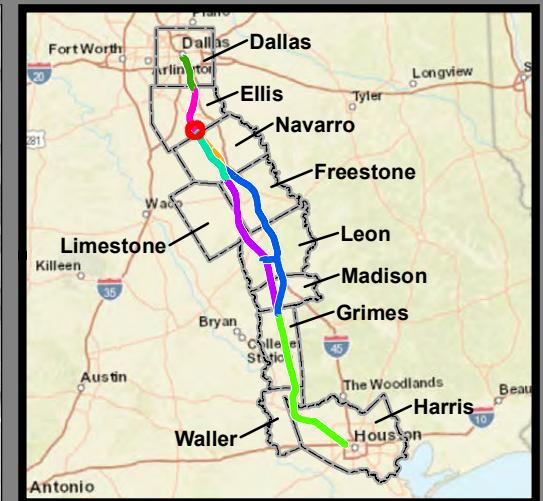 Plano
Fort Worth
Dallas
Dallas
Arlington
Longview
20
Ellis
Tyler
Navarro
281
Freestone
Waco
Leon
Limestone
Killeen
Madison
35
Grimes
Bryan
College
Station
45
Austin
The Woodlands
Harris
10
Waller
Houston
Antonio